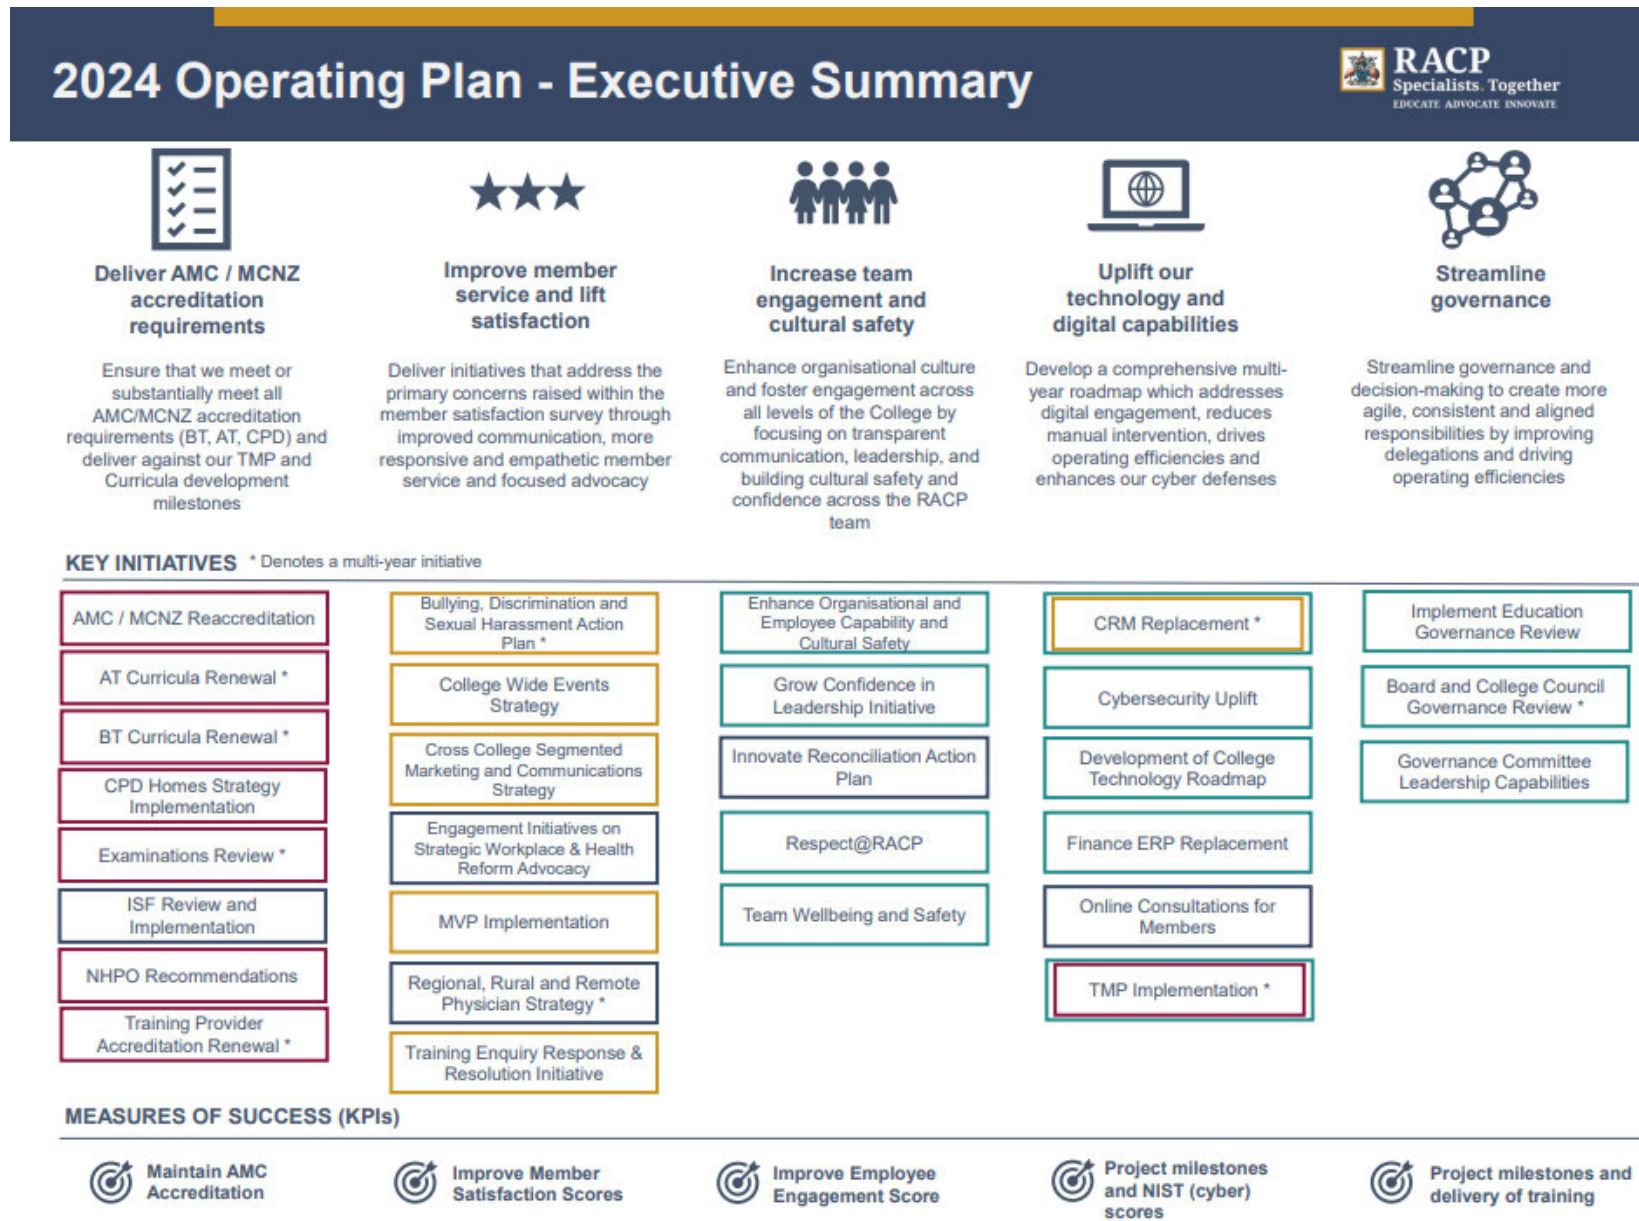 2024 Operating Plan - Executive Summary
RACP
Specialists. Together
EDUCATE ADVOCATE INNOVATE
Deliver AMC / MCNZ
accreditation
requirements
Ensure that we meet or
substantially meet all
AMC/MCNZ accreditation
requirements (BT, AT, CPD) and
deliver against our TMP and
Curricula development
milestones
Improve member
service and lift
satisfaction
Deliver initiatives that address the
primary concerns raised within the
member satisfaction survey through
improved communication, more
responsive and empathetic member
service and focused advocacy
Increase team
engagement and
cultural safety
Enhance organisational culture
and foster engagement across
all levels of the College by
focusing on transparent
communication, leadership, and
building cultural safety and
confidence across the RACP
team
Uplift our
technology and
digital capabilities
Develop a comprehensive multi-
year roadmap which addresses
digital engagement, reduces
manual intervention, drives
operating efficiencies and
enhances our cyber defenses
Streamline
governance
Streamline governance and
decision-making to create more
agile, consistent and aligned
responsibilities by improving
delegations and driving
operating efficiencies
KEY INITIATIVES * Denotes a multi-year initiative
AMC / MCNZ Reaccreditation
AT Curricula Renewal *
BT Curricula Renewal *
CPD Homes Strategy
Implementation
Examinations Review *
ISF Review and
Implementation
NHPO Recommendations
Training Provider
Accreditation Renewal *
Bullying, Discrimination and
Sexual Harassment Action
Plan *
College Wide Events
Strategy
Cross College Segmented
Marketing and Communications
Strategy
Engagement Initiatives on
Strategic Workplace & Health
Reform Advocacy
MVP Implementation
Regional, Rural and Remote
Physician Strategy *
Training Enquiry Response &
Resolution Initiative
Enhance Organisational and
Employee Capability and
Cultural Safety
Grow Confidence in
Leadership Initiative
Innovate Reconciliation Action
Plan
Respect@RACP
Team Wellbeing and Safety
CRM Replacement *
Cybersecurity Uplift
Development of College
Technology Roadmap
Finance ERP Replacement
Online Consultations for
Members
TMP Implementation *
Implement Education
Governance Review
Board and College Council
Governance Review *
Governance Committee
Leadership Capabilities
MEASURES OF SUCCESS (KPIs)
Maintain AMC
Accreditation
Improve Member
Satisfaction Scores
Improve Employee
Engagement Score
Project milestones
and NIST (cyber)
scores
Project milestones and
delivery of training